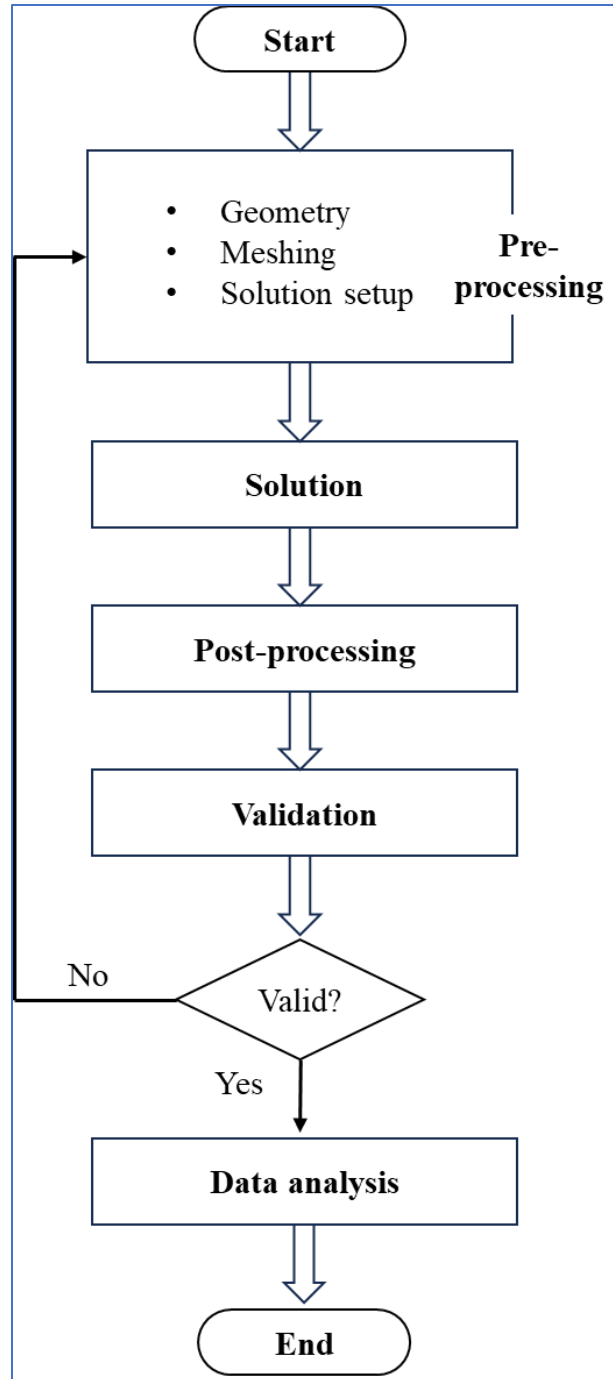 Start
• Geometry
• Meshing
• Solution setup
Pre-
processing
Solution
Post-processing
Validation
Valid?
No
Yes
Data analysis
End